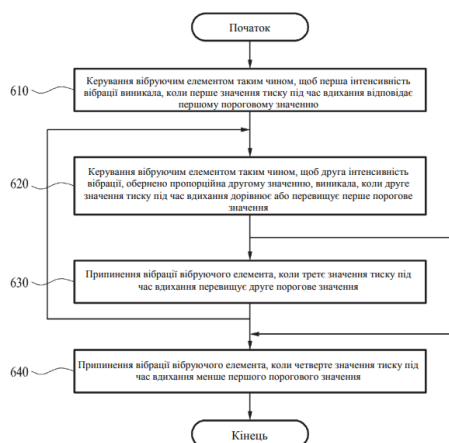 Початок
610
Керування вібруючим елементом таким чином, щоб перша інтенсивність
вібрації виникала, коли перше значення тиску під час вдихання відповідає
першому пороговому значенню
620
Керування вібруючим елементом таким чином, щоб друга інтенсивність
вібрації, обернено пропорційна другому значенню, виникала, коли друге
значення тиску під час вдихання дорівнює або перевищує перше порогове
значення
630
Припинення вібрації вібруючого елемента, коли третє значення тиску під
час вдихання перевищує друге порогове значення
640
Припинення вібрації вібруючого елемента, коли четверте значення тиску під
час вдихання менше першого порогового значення
Кінець